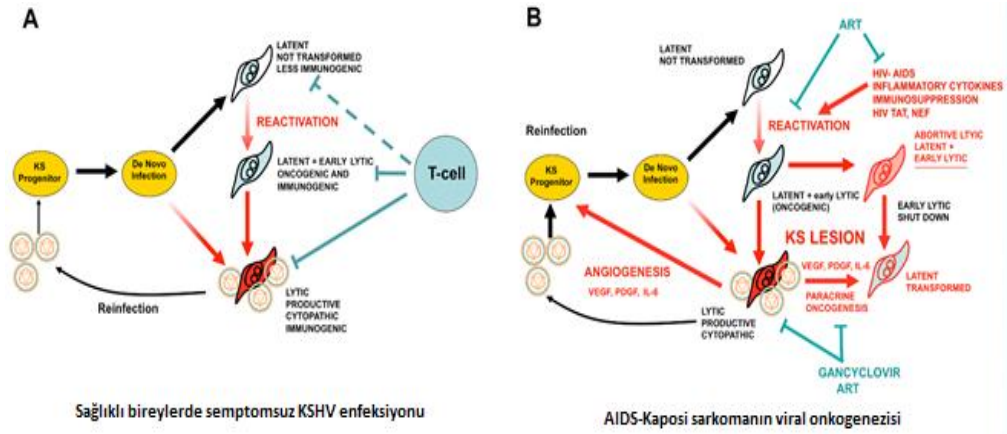 A
LATENT
NOT TRANSFORMED
LESS IMMUNOGENIC
REACTIVATION
KS
Progenitor
De Novo
Infection
LATENT + EARLY LYTIC
ONCOGENIC AND
IMMUNOGENIC
T-cell
Reinfection
LYTIC
PRODUCTIVE
CYTOPATHIC
IMMUNOGENIC
Sağlıklı bireylerde semptomsuz KSHV enfeksiyonu
B
ART
LATENT
NOT TRANSFORMED
HIV- AIDS
INFLAMMATORY CYTOKINES
IMMUNOSUPPRESSION
HIV TAT, NEF
REACTIVATION
Reinfection
ABORTIVE LTYIC
LATENT +
EARLY LYTIC
KS
Progenitor
De Novo
Infection
LATENT + early LYTIC
(ONCOGENIC)
EARLY LYTIC
SHUT DOWN
KS LESION
ANGIOGENESIS
VEGF, PDGF, IL-6
VEGF, PDGF, IL-6
PARACRINE
ONCOGENESIS
LATENT
TRANSFORMED
LYTIC
PRODUCTIVE
CYTOPATHIC
GANCYCLOVIR
ART
AIDS-Kaposi sarkomanın viral onkogenezisi